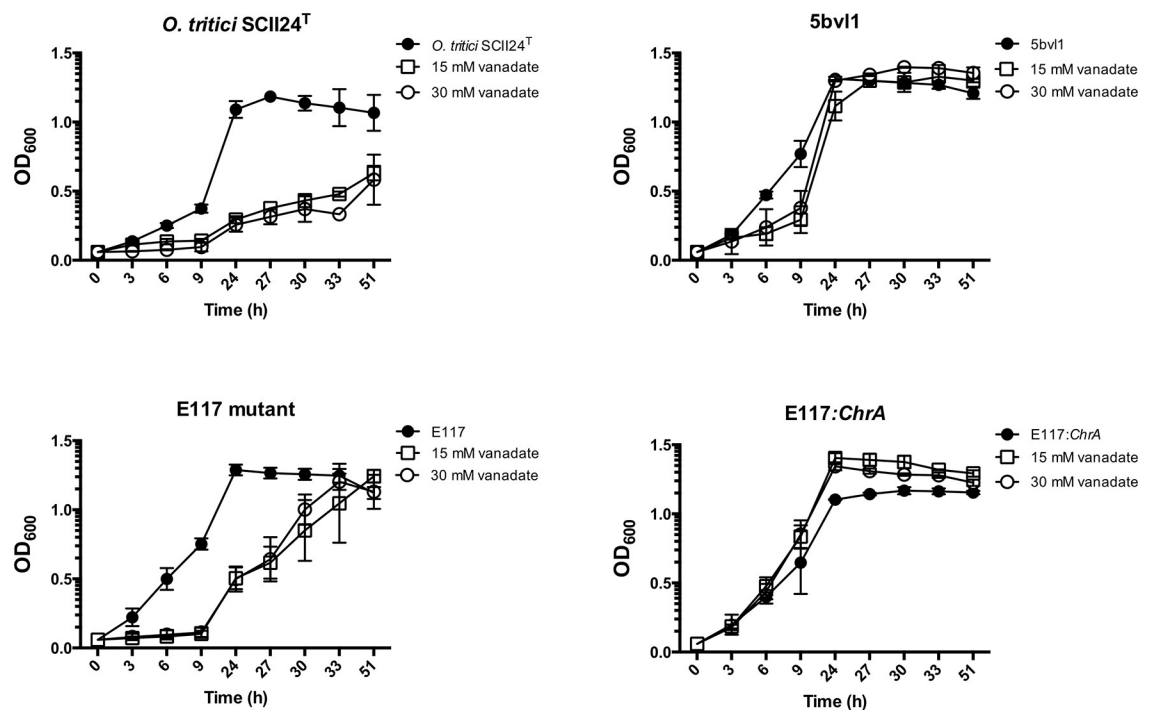 O. tritici SCII24T
O. tritici SCII24T
15 mM vanadate
30 mM vanadate
OD600
1.5
1.0
0.5
0.0
0 3 6 9 24 27 30 33 51
Time (h)
5bvl1
5bvl1
15 mM vanadate
30 mM vanadate
OD600
1.5
1.0
0.5
0.0
0 3 6 9 24 27 30 33 51
Time (h)
E117 mutant
E117
15 mM vanadate
30 mM vanadate
OD600
1.5
1.0
0.5
0.0
0 3 6 9 24 27 30 33 51
Time (h)
E117:ChrA
E117:ChrA
15 mM vanadate
30 mM vanadate
OD600
1.5
1.0
0.5
0.0
0 3 6 9 24 27 30 33 51
Time (h)